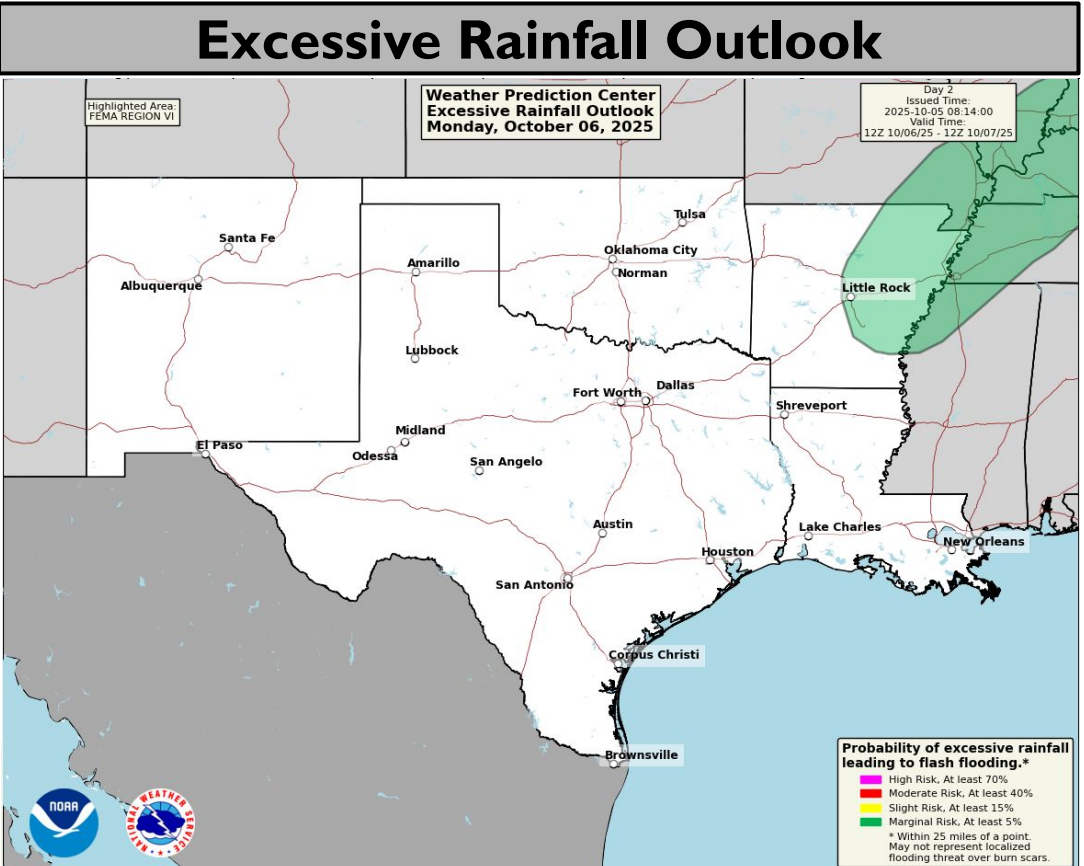 Excessive Rainfall Outlook
Highlighted Area:
FEMA REGION VI
Weather Prediction Center
Excessive Rainfall Outlook
Monday, October 06, 2025
Day 2
Issued Time:
2025-10-05 08:14:00
Valid Time:
12Z 10/06/25 - 12Z 10/07/25
Tulsa
Santa Fe
Oklahoma City
Amarillo
Norman
Albuquerque
Little Rock
Lubbock
Dallas
Fort Worth
Shreveport
Midland
El Paso
Odessa
San Angelo
Austin
Lake Charles
New Orleans
Houston
San Antonio
Corpus Christi
Brownsville
Probability of excessive rainfall
leading to flash flooding.*
High Risk, At least 70%
Moderate Risk, At least 40%
Slight Risk, At least 15%
Marginal Risk, At least 5%
* Within 25 miles of a point.
May not represent localized
flooding threat over burn scars.
NOAA
NATIONAL WEATHER SERVICE